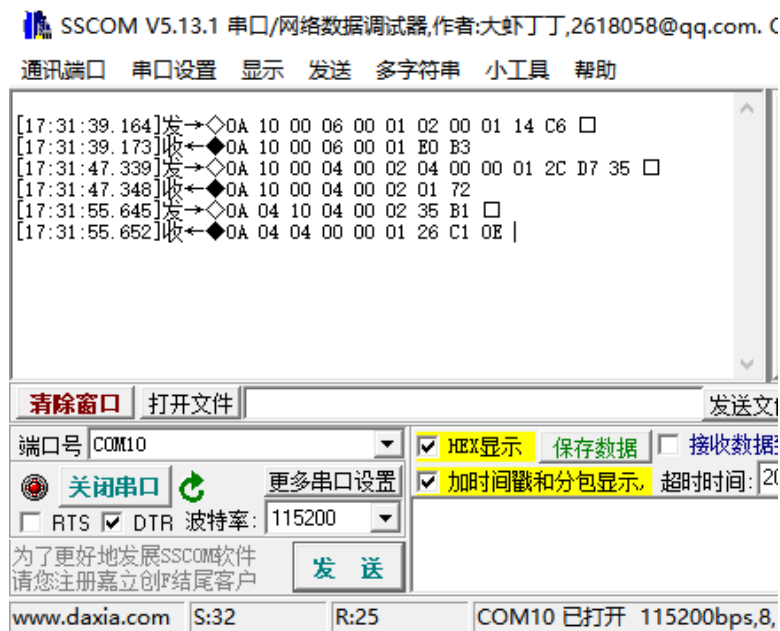 SSCOM V5.13.1 串口/网络数据调试器,作者:大虾丁丁,2618058@qq.com.
通讯端口 串口设置 显示 发送 多字符串 小工具 帮助
[17:31:39.164]发→◇0A 10 00 06 00 01 02 00 01 14 C6 □
[17:31:39.173]收←◆0A 10 00 06 00 01 E0 B3
[17:31:47.339]发→◇0A 10 00 04 00 02 04 00 00 01 2C D7 35 □
[17:31:47.348]收←◆0A 10 00 04 00 02 01 72
[17:31:55.645]发→◇0A 04 10 04 00 02 35 B1 □
[17:31:55.652]收←◆0A 04 04 00 00 01 26 C1 0E
清除窗口 打开文件 发送文
端口号 COM10 HEX显示 保存数据 接收数据
关闭串口 更多串口设置 加时间戳和分包显示, 超时时间: 20
RTS DTR 波特率: 115200
为了更好地发展SSCOM软件
请您注册嘉立创F结尾客户
发 送
www.daxia.com S:32 R:25 COM10 已打开 115200bps,8,